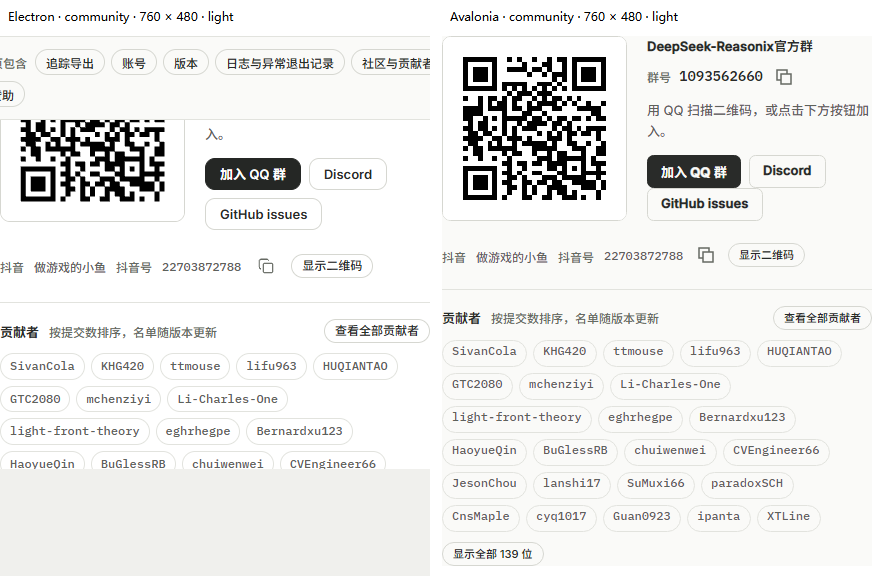 Electron · community · 760 × 480 · light
页包含 追踪导出 账号 版本 日志与异常退出记录 社区与贡献者
赞助
入。
加入 QQ 群 Discord
GitHub issues
抖音 做游戏的小鱼 抖音号 22703872788 显示二维码
贡献者 按提交数排序，名单随版本更新 查看全部贡献者
SivanCola KHG420 ttmouse lifu963 HUQIANTAO
GTC2080 mchenziyi Li-Charles-One
light-front-theory eghrhegpe Bernardxu123
HaoyueQin BuGlessRB chuiwenwei CVEngineer66
Avalonia · community · 760 × 480 · light
DeepSeek-Reasonix官方群
群号 1093562660
用 QQ 扫描二维码，或点击下方按钮加
入。
加入 QQ 群 Discord
GitHub issues
抖音 做游戏的小鱼 抖音号 22703872788 显示二维码
贡献者 按提交数排序，名单随版本更新 查看全部贡献者
SivanCola KHG420 ttmouse lifu963 HUQIANTAO
GTC2080 mchenziyi Li-Charles-One
light-front-theory eghrhegpe Bernardxu123
HaoyueQin BuGlessRB chuiwenwei CVEngineer66
JesonChou lanshi17 SuMuxi66 paradoxSCH
CnsMaple cyq1017 Guan0923 ipanta XTLine
显示全部 139 位